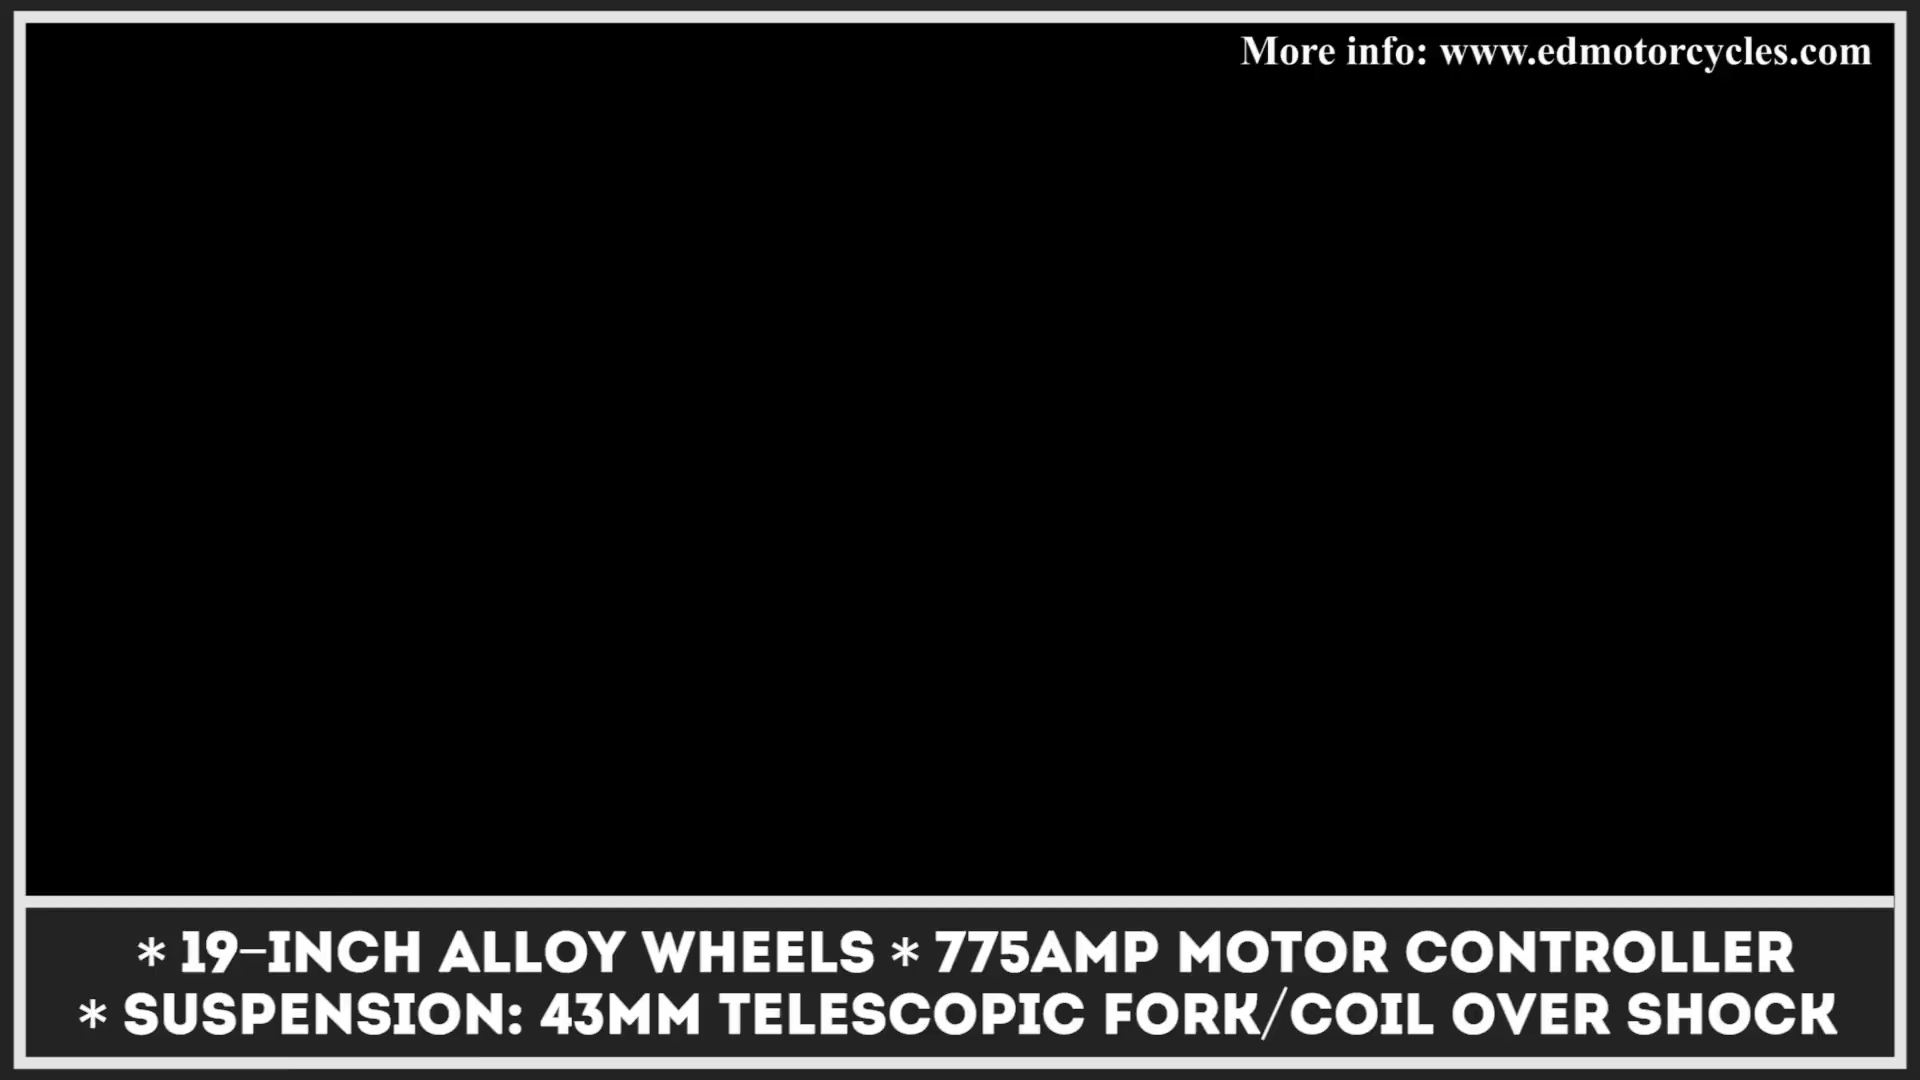 More info: www.edmotorcycles.com
* 19-INCH ALLOY WHEELS * 775AMP MOTOR CONTROLLER
* SUSPENSION: 43MM TELESCOPIC FORK/COIL OVER SHOCK